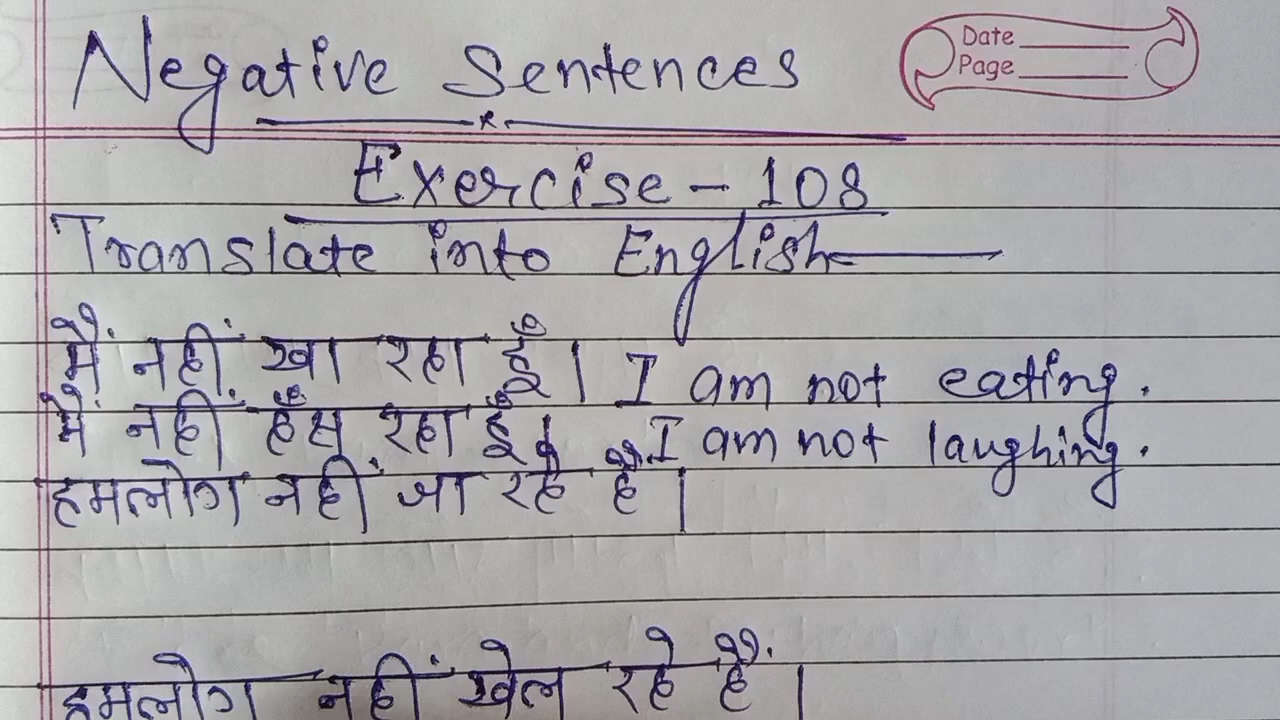 Negative Sentences
Date
Page
Exercise - 108
Translate into English-
मैं नहीं खा रहा हूँ। I am not eating.
मैं नहीं हँस रहा हूँ। I am not laughing.
हमलोग नहीं जा रहे हैं।
हमलोग नहीं खेल रहे हैं।